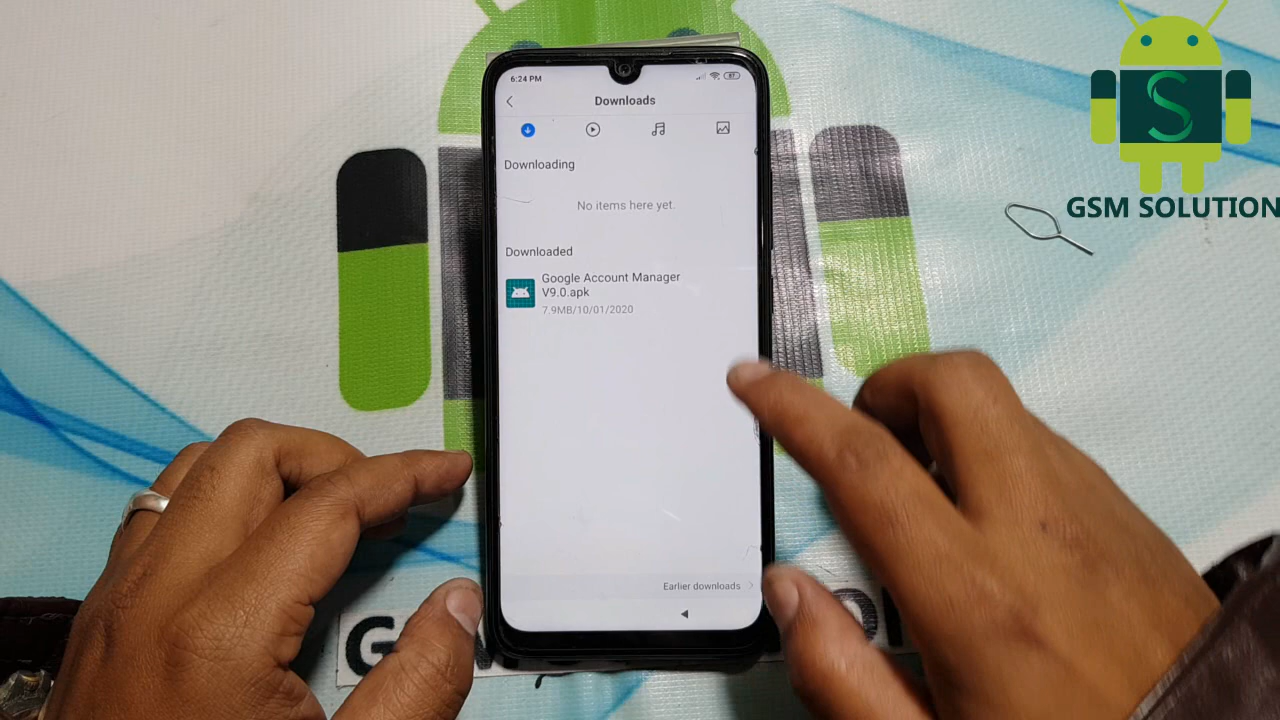 6:24 PM
87
Downloads
Downloading
No items here yet.
Downloaded
Google Account Manager
V9.0.apk
7.9MB/10/01/2020
Earlier downloads
S
GSM SOLUTION